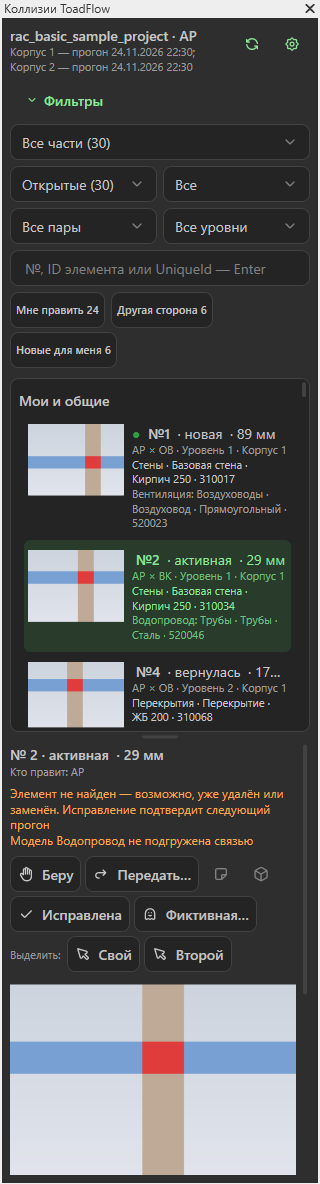 Коллизии ToadFlow
rac_basic_sample_project · АР
Корпус 1 — прогон 24.11.2026 22:30;
Корпус 2 — прогон 24.11.2026 22:30
Фильтры
Все части (30)
Открытые (30)
Все
Все пары
Все уровни
№, ID элемента или UniqueId — Enter
Мне править 24
Другая сторона 6
Новые для меня 6
Мои и общие
№1 · новая · 89 мм
АР × ОВ · Уровень 1 · Корпус 1
Стены · Базовая стена ·
Кирпич 250 · 310017
Вентиляция: Воздуховоды ·
Воздуховод · Прямоугольный ·
520023
№2 · активная · 29 мм
АР × ВК · Уровень 1 · Корпус 1
Стены · Базовая стена ·
Кирпич 250 · 310034
Водопровод: Трубы · Трубы ·
Сталь · 520046
№4 · вернулась · 17...
АР × ОВ · Уровень 2 · Корпус 1
Перекрытия · Перекрытие ·
ЖБ 200 · 310068
№ 2 · активная · 29 мм
Кто правит: АР
Элемент не найден — возможно, уже удалён или
заменён. Исправление подтвердит следующий
прогон
Модель Водопровод не подгружена связью
Беру
Передать...
Исправлена
Фиктивная...
Выделить:
Свой
Второй